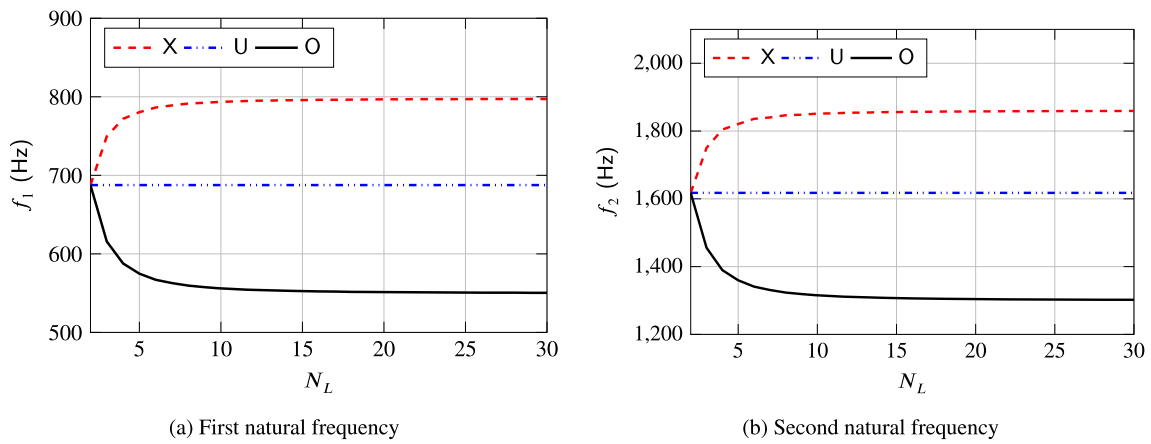 900
800
700
600
500
f1 (Hz)
X U O
5 10 15 20 25 30
NL
(a) First natural frequency
2,000
1,800
1,600
1,400
1,200
f2 (Hz)
X U O
5 10 15 20 25 30
NL
(b) Second natural frequency